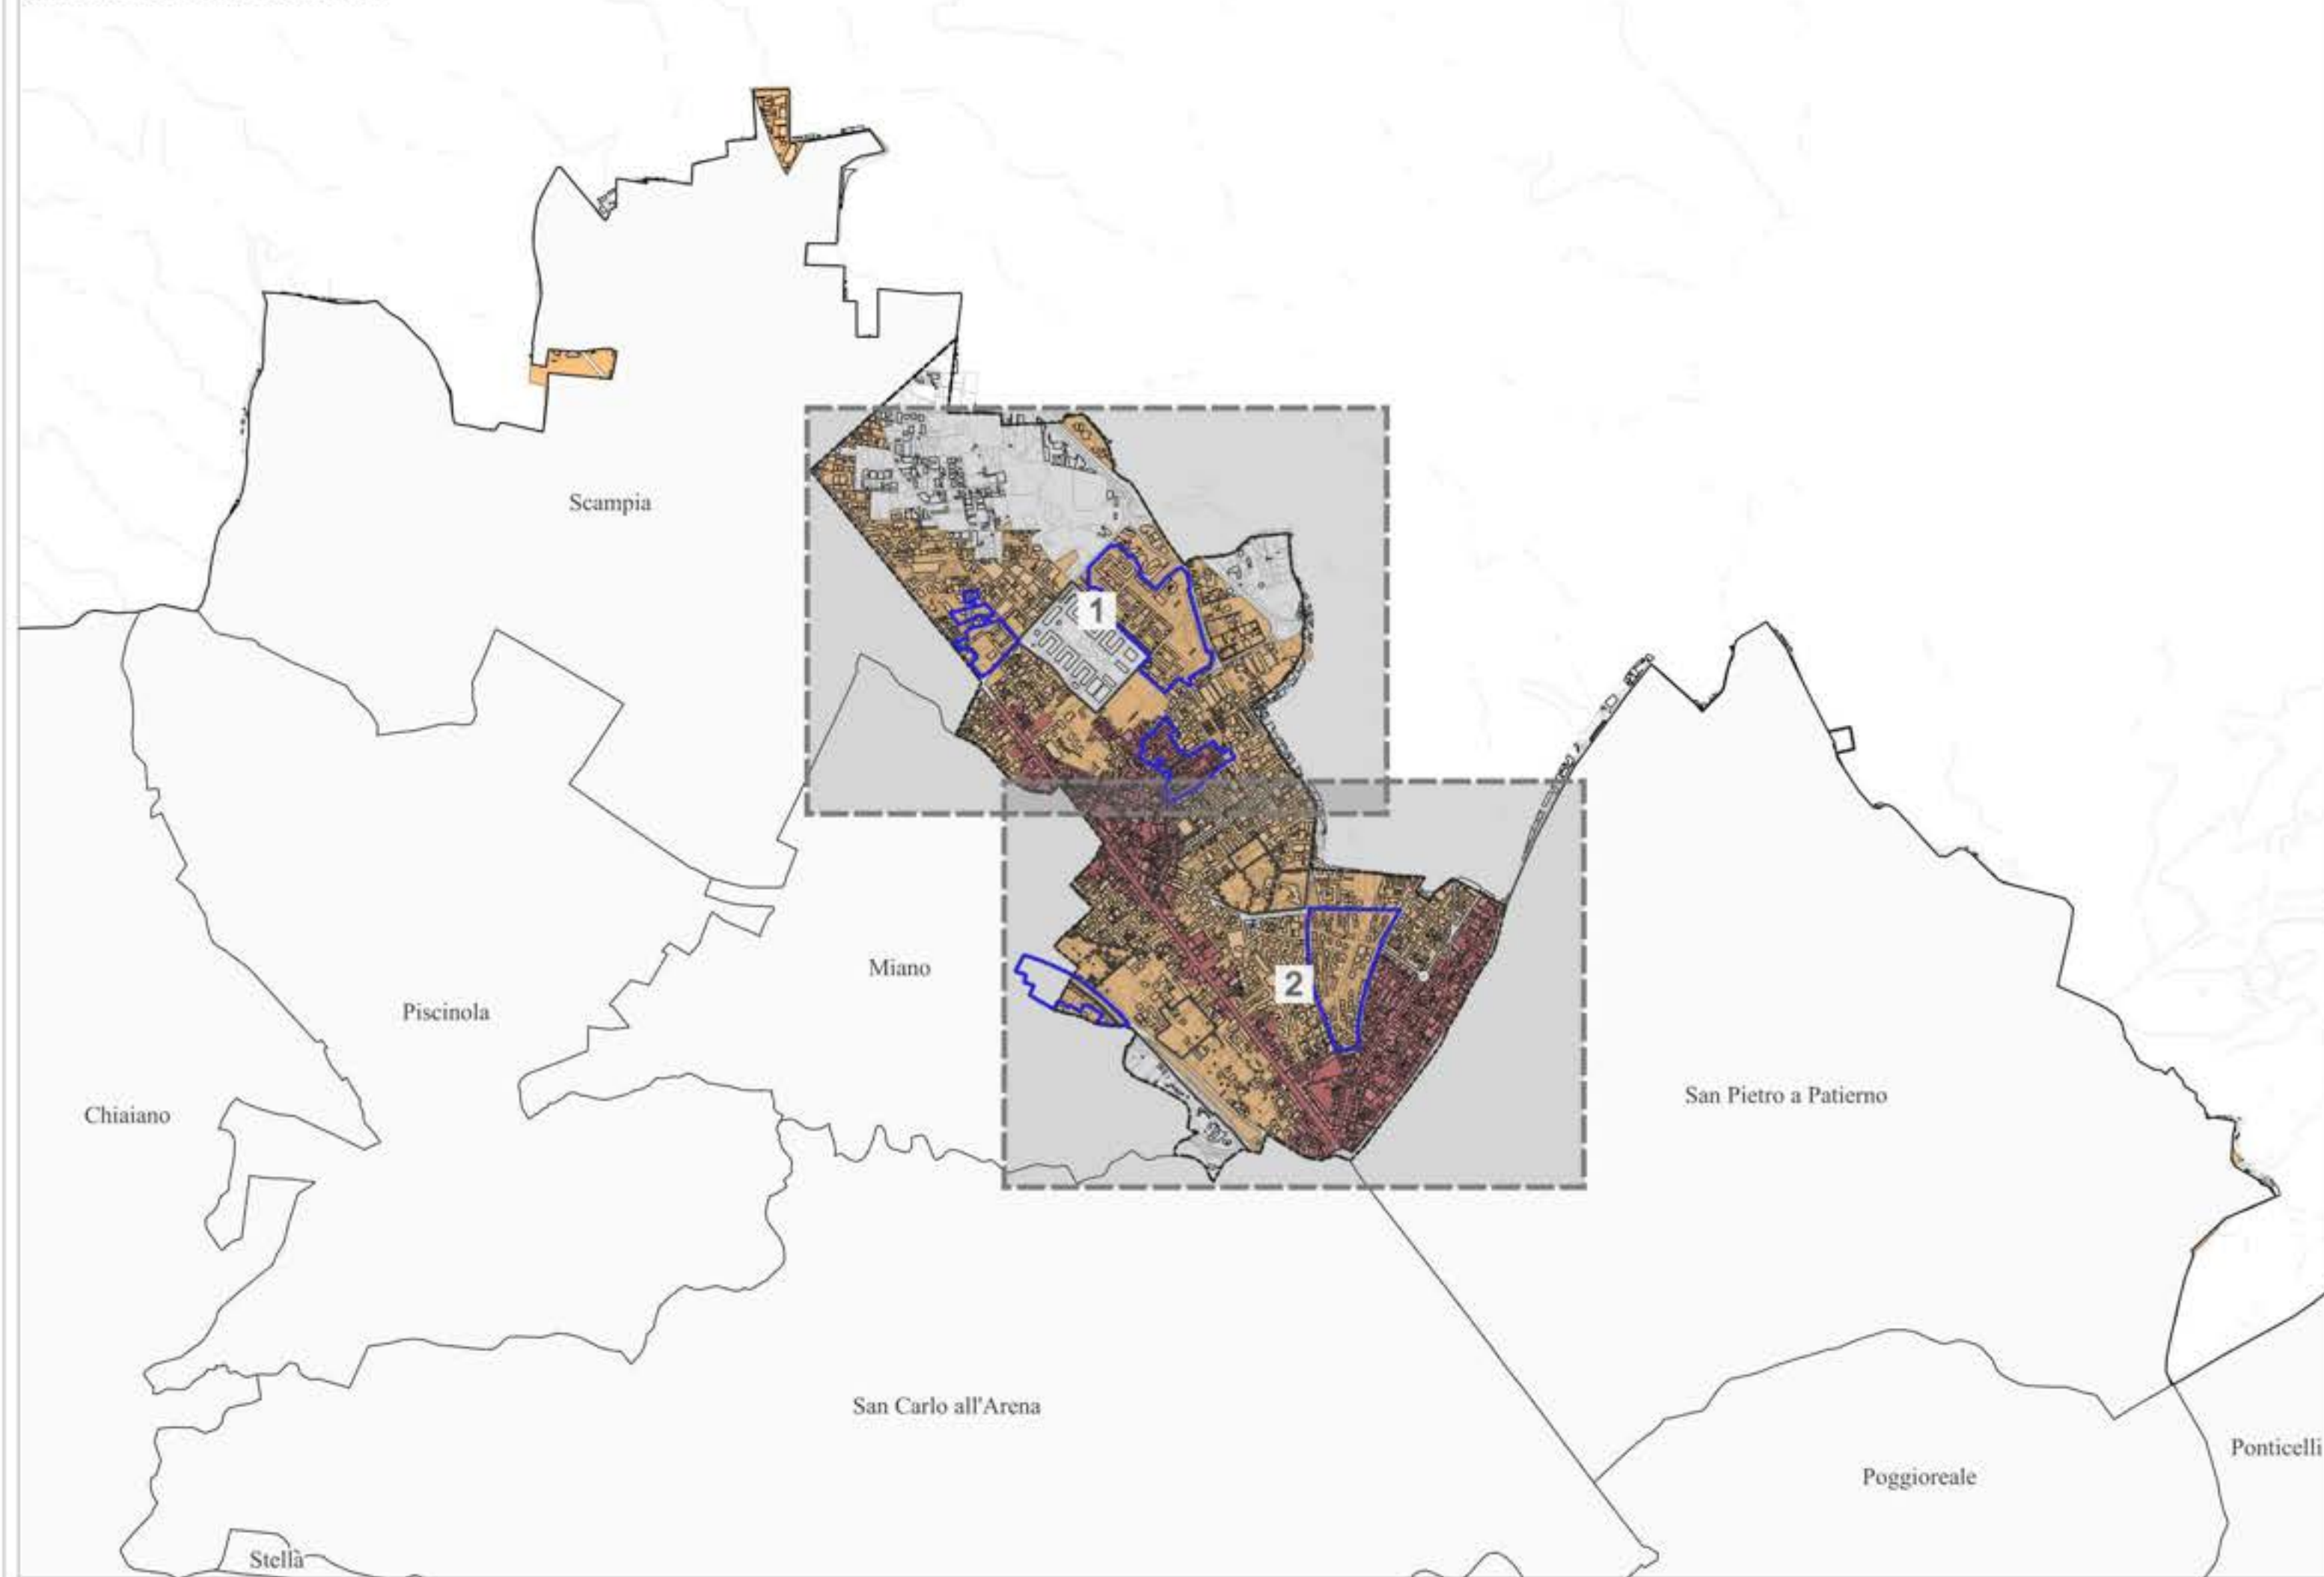 Scampia
1
Miano
2
Piscinola
San Pietro a Patierno
Chiaiano
San Carlo all'Arena
Ponticelli
Poggioreale
Stella